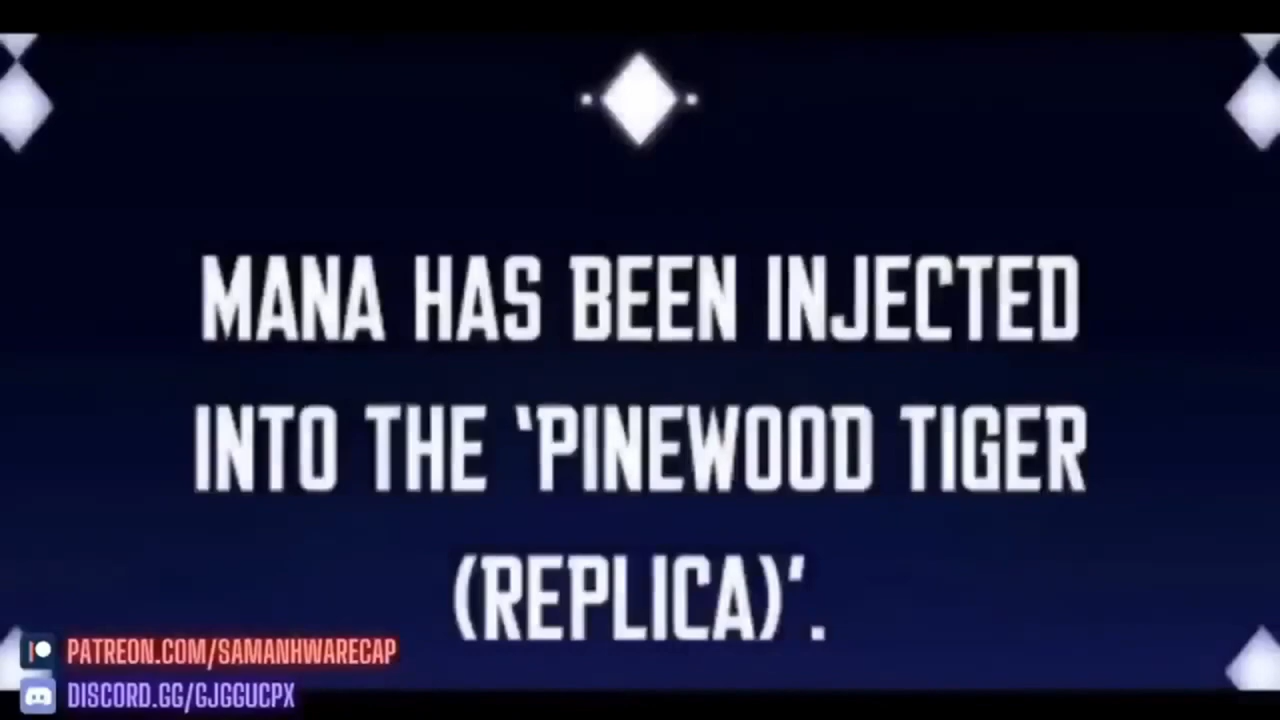 MANA HAS BEEN INJECTED
INTO THE ‘PINEWOOD TIGER
(REPLICA)’.
PATREON.COM/SAMANHWARECAP
DISCORD.GG/GJGGUCPX